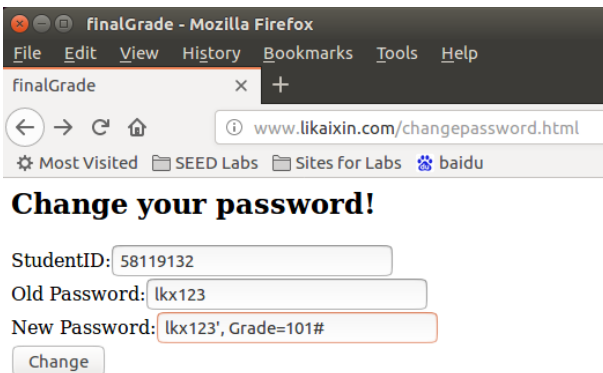 finalGrade - Mozilla Firefox
File Edit View History Bookmarks Tools Help
finalGrade × +
www.likaixin.com/changepassword.html
Most Visited SEED Labs Sites for Labs baidu
Change your password!
StudentID: 58119132
Old Password: lkx123
New Password: lkx123', Grade=101#
Change